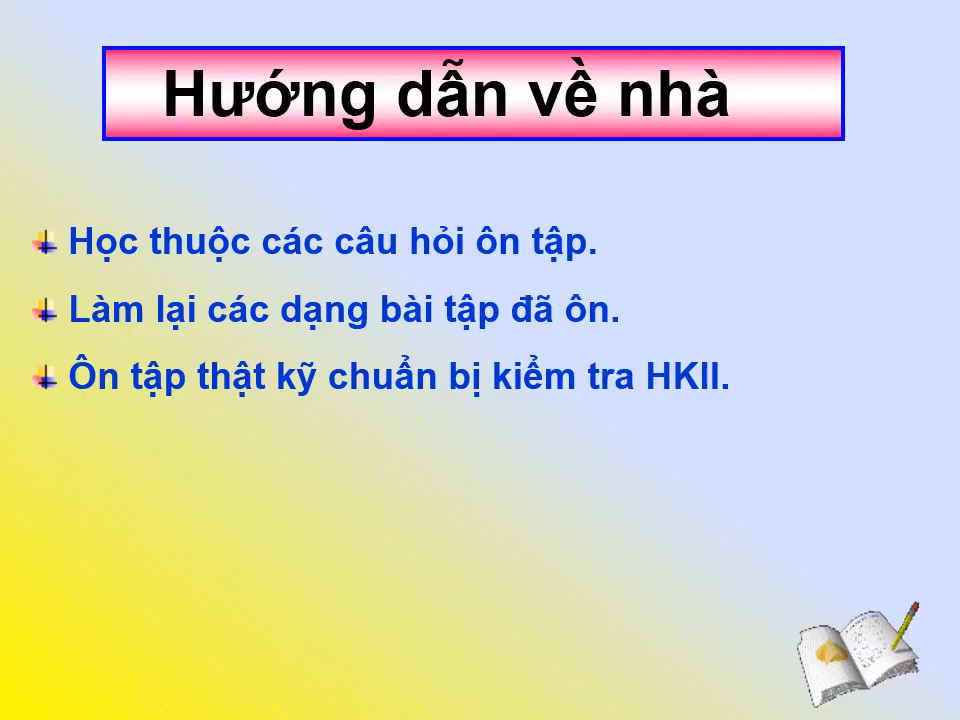 Hướng dẫn về nhà
Học thuộc các câu hỏi ôn tập.
Làm lại các dạng bài tập đã ôn.
Ôn tập thật kỹ chuẩn bị kiểm tra HKII.